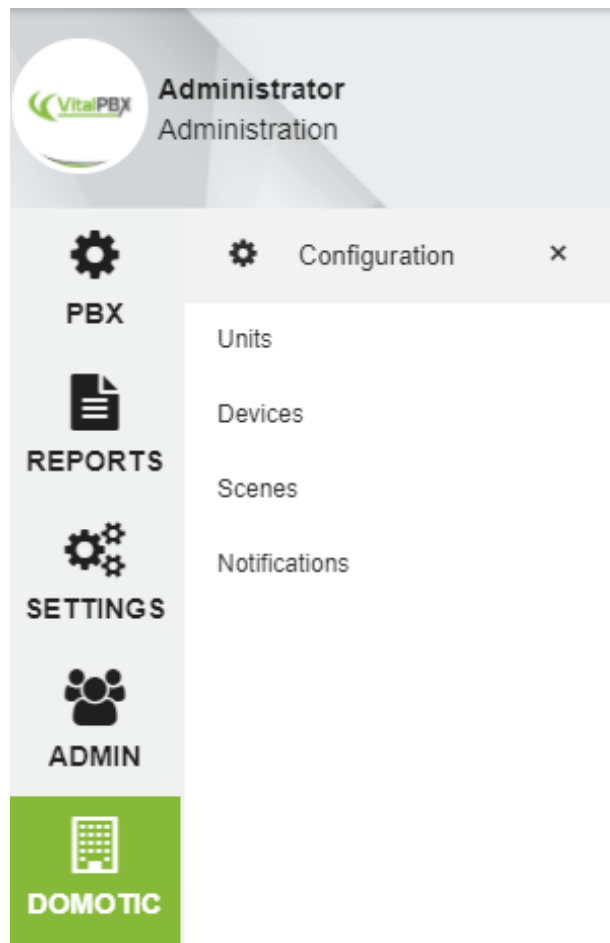 VitalPBX
Administrator
Administration
PBX
REPORTS
SETTINGS
ADMIN
DOMOTIC
Configuration ×
Units
Devices
Scenes
Notifications